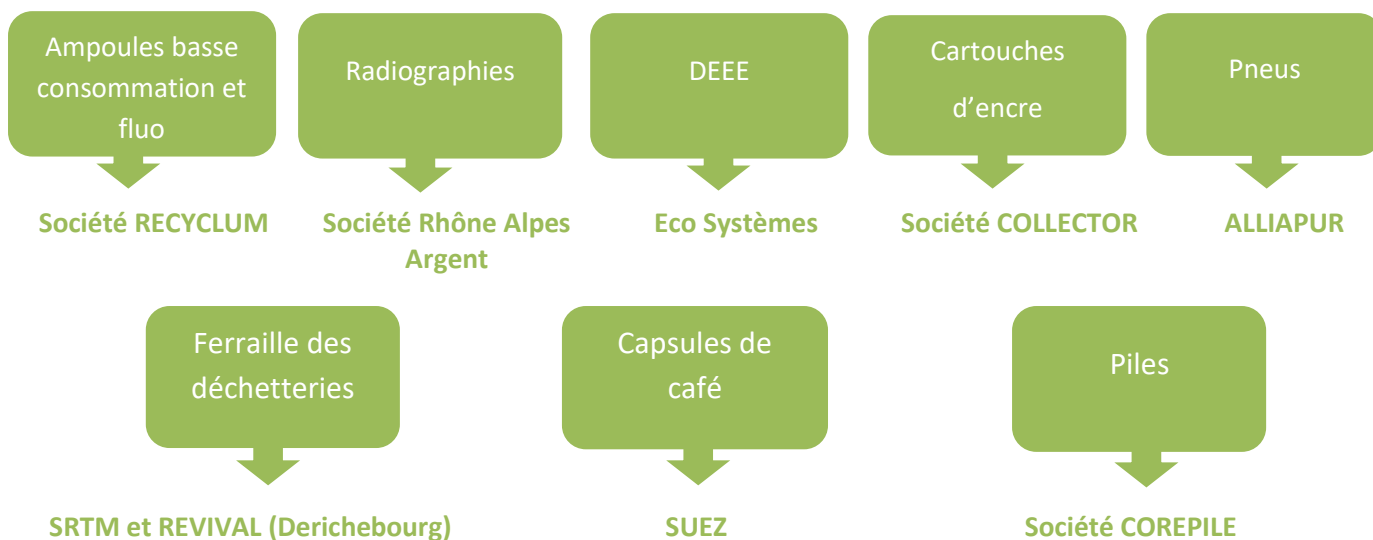 Ampoules basse
consommation et
fluo
Radiographies
DEEE
Cartouches
d’encre
Pneus
Société RECYCLUM
Société Rhône Alpes
Argent
Eco Systèmes
Société COLLECTOR
ALLIAPUR
Ferraille des
déchetteries
Capsules de
café
Piles
SRTM et REVIVAL (Derichebourg)
SUEZ
Société COREPILE